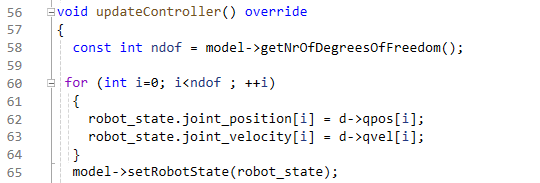 56 void updateController() override
57 {
58 const int ndof = model->getNrOfDegreesOfFreedom();
59
60 for (int i=0; i<ndof ; ++i)
61 {
62 robot_state.joint_position[i] = d->qpos[i];
63 robot_state.joint_velocity[i] = d->qvel[i];
64 }
65 model->setRobotState(robot_state);